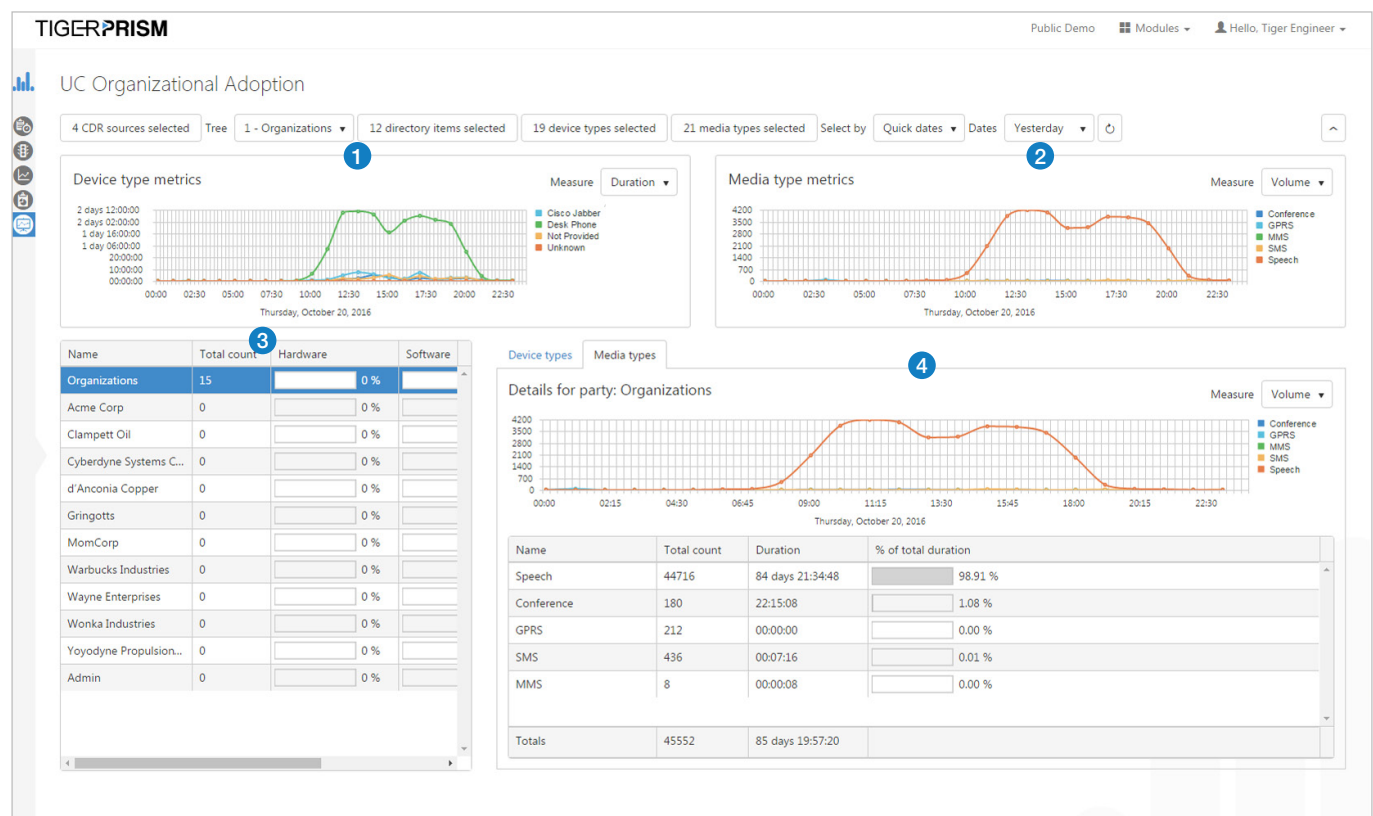 TIGERPRISM
Public Demo Modules Hello, Tiger Engineer
UC Organizational Adoption
4 CDR sources selected Tree 1 - Organizations 12 directory items selected 19 device types selected 21 media types selected Select by Quick dates Dates Yesterday
1 2
Device type metrics
Measure Duration
2 days 12:00:00
2 days 02:00:00
1 day 16:00:00
1 day 06:00:00
20:00:00
10:00:00
00:00:00
00:00 02:30 05:00 07:30 10:00 12:30 15:00 17:30 20:00 22:30
Thursday, October 20, 2016
Cisco Jabber
Desk Phone
Not Provided
Unknown
Media type metrics
Measure Volume
4200
3500
2800
2100
1400
700
0
00:00 02:30 05:00 07:30 10:00 12:30 15:00 17:30 20:00 22:30
Thursday, October 20, 2016
Conference
GPRS
MMS
SMS
Speech
3
Name Total count Hardware Software
Organizations 15 0 %
Acme Corp 0 0 %
Clampett Oil 0 0 %
Cyberdyne Systems C... 0 0 %
d'Anconia Copper 0 0 %
Gringotts 0 0 %
MomCorp 0 0 %
Warbucks Industries 0 0 %
Wayne Enterprises 0 0 %
Wonka Industries 0 0 %
Yoyodyne Propulsion... 0 0 %
Admin 0 0 %
Device types Media types
4
Details for party: Organizations
Measure Volume
4200
3500
2800
2100
1400
700
0
00:00 02:15 04:30 06:45 09:00 11:15 13:30 15:45 18:00 20:15 22:30
Thursday, October 20, 2016
Conference
GPRS
MMS
SMS
Speech
Name Total count Duration % of total duration
Speech 44716 84 days 21:34:48 98.91 %
Conference 180 22:15:08 1.08 %
GPRS 212 00:00:00 0.00 %
SMS 436 00:07:16 0.01 %
MMS 8 00:00:08 0.00 %
Totals 45552 85 days 19:57:20